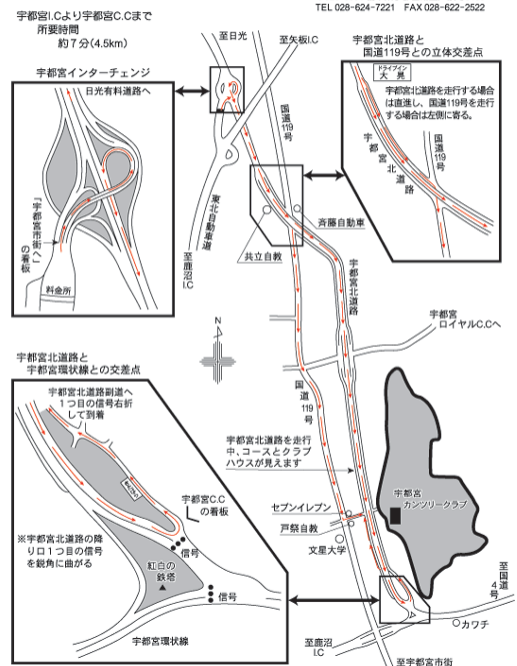 TEL 028-624-7221 FAX 028-622-2522
宇都宮I.Cより宇都宮C.Cまで
所要時間
約7分(4.5km)
宇都宮インターチェンジ
日光有料道路へ
「宇都宮市街へ」
の看板
料金所
至日光
至矢板I.C
国道119号
東北自動車道
至鹿沼
I.C
共立自教
斉藤自動車
宇都宮北道路と
国道119号との立体交差点
ドライブイン
大晃
宇都宮北道路を走行する場合
は直進し、国道119号を走行
する場合は左側に寄る。
宇都宮北道路
国道119号
宇都宮北道路
宇都宮
ロイヤルC.Cへ
N
国道119号
宇都宮北道路を走行
中、コースとクラブ
ハウスが見えます
宇都宮
カンツリークラブ
セブンイレブン
戸祭自教
文星大学
至国道4号
カワチ
至鹿沼
I.C
至宇都宮市街
宇都宮北道路と
宇都宮環状線との交差点
宇都宮北道路副道へ
1つ目の信号右折
して到着
宇都宮C.C
の看板
※宇都宮北道路の降
り口1つ目の信号
を鋭角に曲がる
信号
紅白の
鉄塔
信号
宇都宮環状線